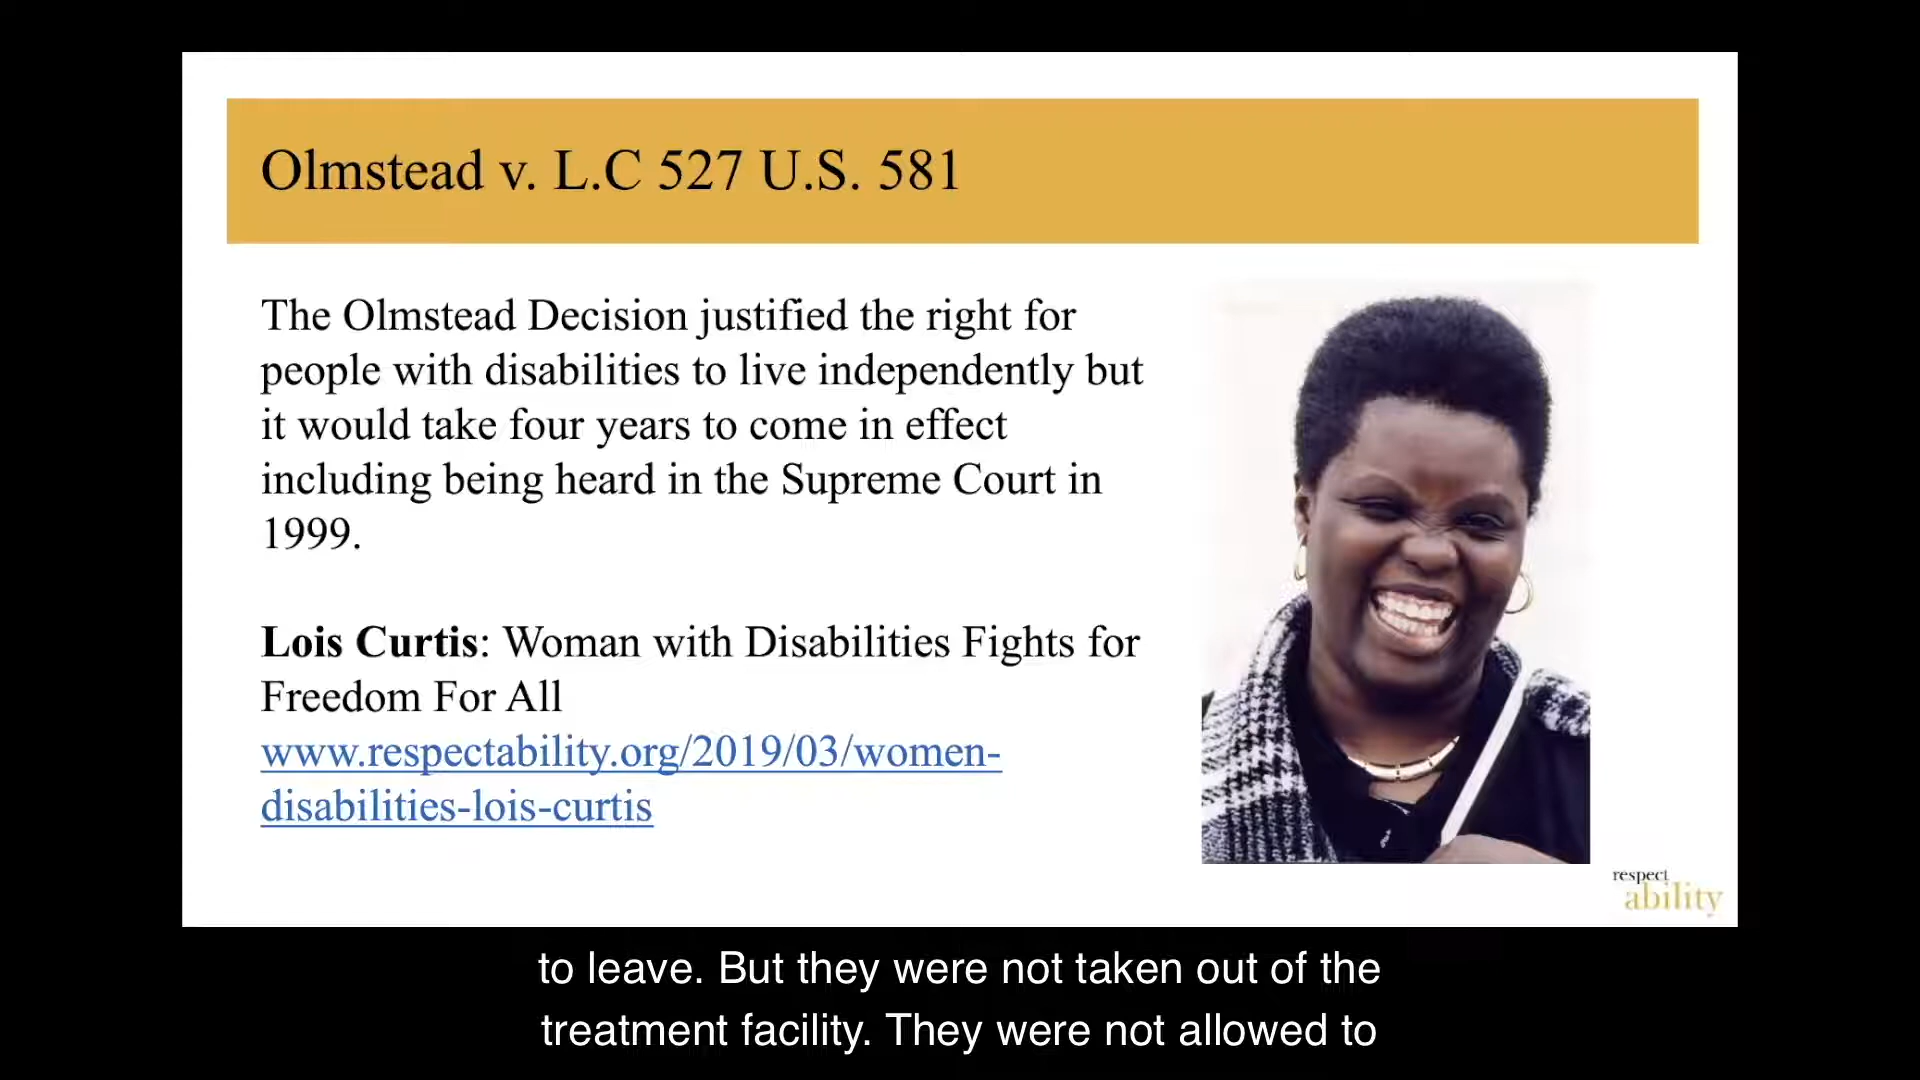 Olmstead v. L.C 527 U.S. 581
The Olmstead Decision justified the right for
people with disabilities to live independently but
it would take four years to come in effect
including being heard in the Supreme Court in
1999.
Lois Curtis: Woman with Disabilities Fights for
Freedom For All
www.respectability.org/2019/03/women-
disabilities-lois-curtis
respect
ability
to leave. But they were not taken out of the
treatment facility. They were not allowed to